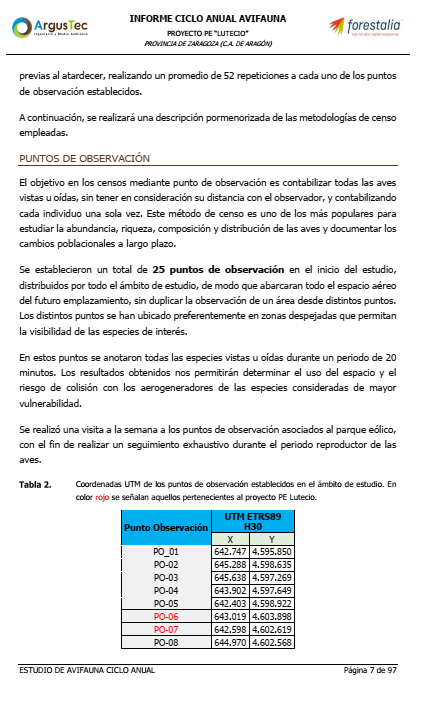 ArgusTec
Ingeniería y Medio Ambiente
INFORME CICLO ANUAL AVIFAUNA
PROYECTO PE "LUTECIO"
PROVINCIA DE ZARAGOZA (C.A. DE ARAGÓN)
forestalia
previas al atardecer, realizando un promedio de 52 repeticiones a cada uno de los puntos
de observación establecidos.
A continuación, se realizará una descripción pormenorizada de las metodologías de censo
empleadas.
PUNTOS DE OBSERVACIÓN
El objetivo en los censos mediante punto de observación es contabilizar todas las aves
vistas u oídas, sin tener en consideración su distancia con el observador, y contabilizando
cada individuo una sola vez. Este método de censo es uno de los más populares para
estudiar la abundancia, riqueza, composición y distribución de las aves y documentar los
cambios poblacionales a largo plazo.
Se establecieron un total de 25 puntos de observación en el inicio del estudio,
distribuidos por todo el ámbito de estudio, de modo que abarcaran todo el espacio aéreo
del futuro emplazamiento, sin duplicar la observación de un área desde distintos puntos.
Los distintos puntos se han ubicado preferentemente en zonas despejadas que permitan
la visibilidad de las especies de interés.
En estos puntos se anotaron todas las especies vistas u oídas durante un periodo de 20
minutos. Los resultados obtenidos nos permitirán determinar el uso del espacio y el
riesgo de colisión con los aerogeneradores de las especies consideradas de mayor
vulnerabilidad.
Se realizó una visita a la semana a los puntos de observación asociados al parque eólico,
con el fin de realizar un seguimiento exhaustivo durante el periodo reproductor de las
aves.
Tabla 2. Coordenadas UTM de los puntos de observación establecidos en el ámbito de estudio. En
color rojo se señalan aquellos pertenecientes al proyecto PE Lutecio.
Punto Observación UTM ETRS89
H30
X Y
PO_01 642.747 4.595.850
PO-02 645.288 4.598.635
PO-03 645.638 4.597.269
PO-04 643.902 4.597.649
PO-05 642.403 4.598.922
PO-06 643.019 4.603.898
PO-07 642.598 4.602.619
PO-08 644.970 4.602.568
ESTUDIO DE AVIFAUNA CICLO ANUAL Página 7 de 97